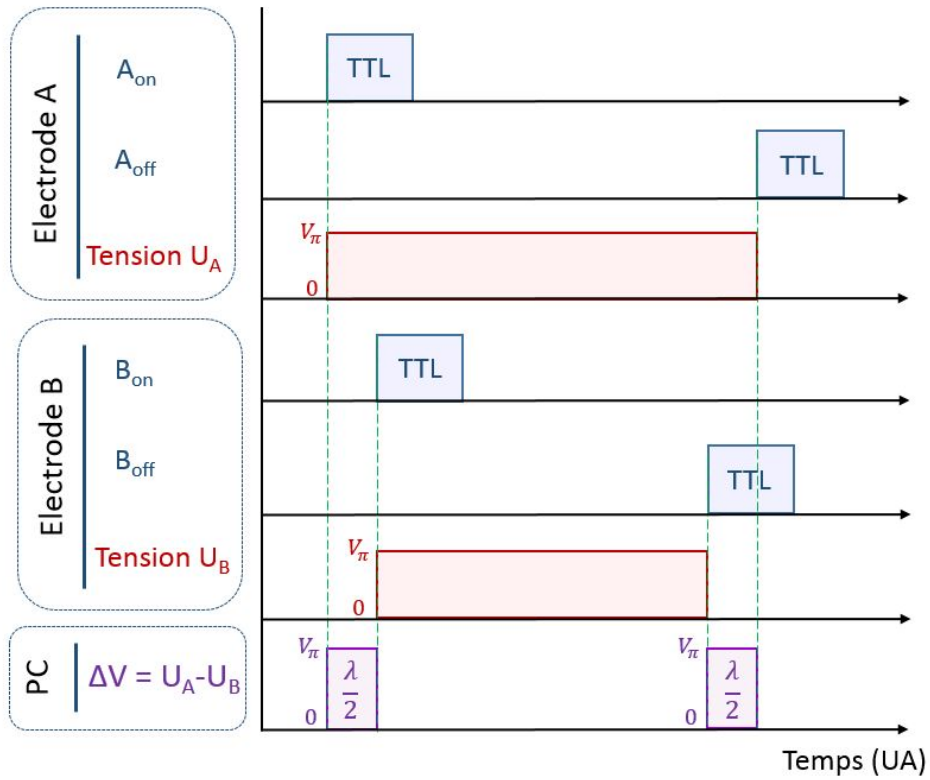 Electrode A
A_on
TTL
A_off
TTL
Tension U_A
V_π
0
Electrode B
B_on
TTL
B_off
TTL
Tension U_B
V_π
0
PC
ΔV = U_A-U_B
V_π
λ/2
0
V_π
λ/2
0
Temps (UA)